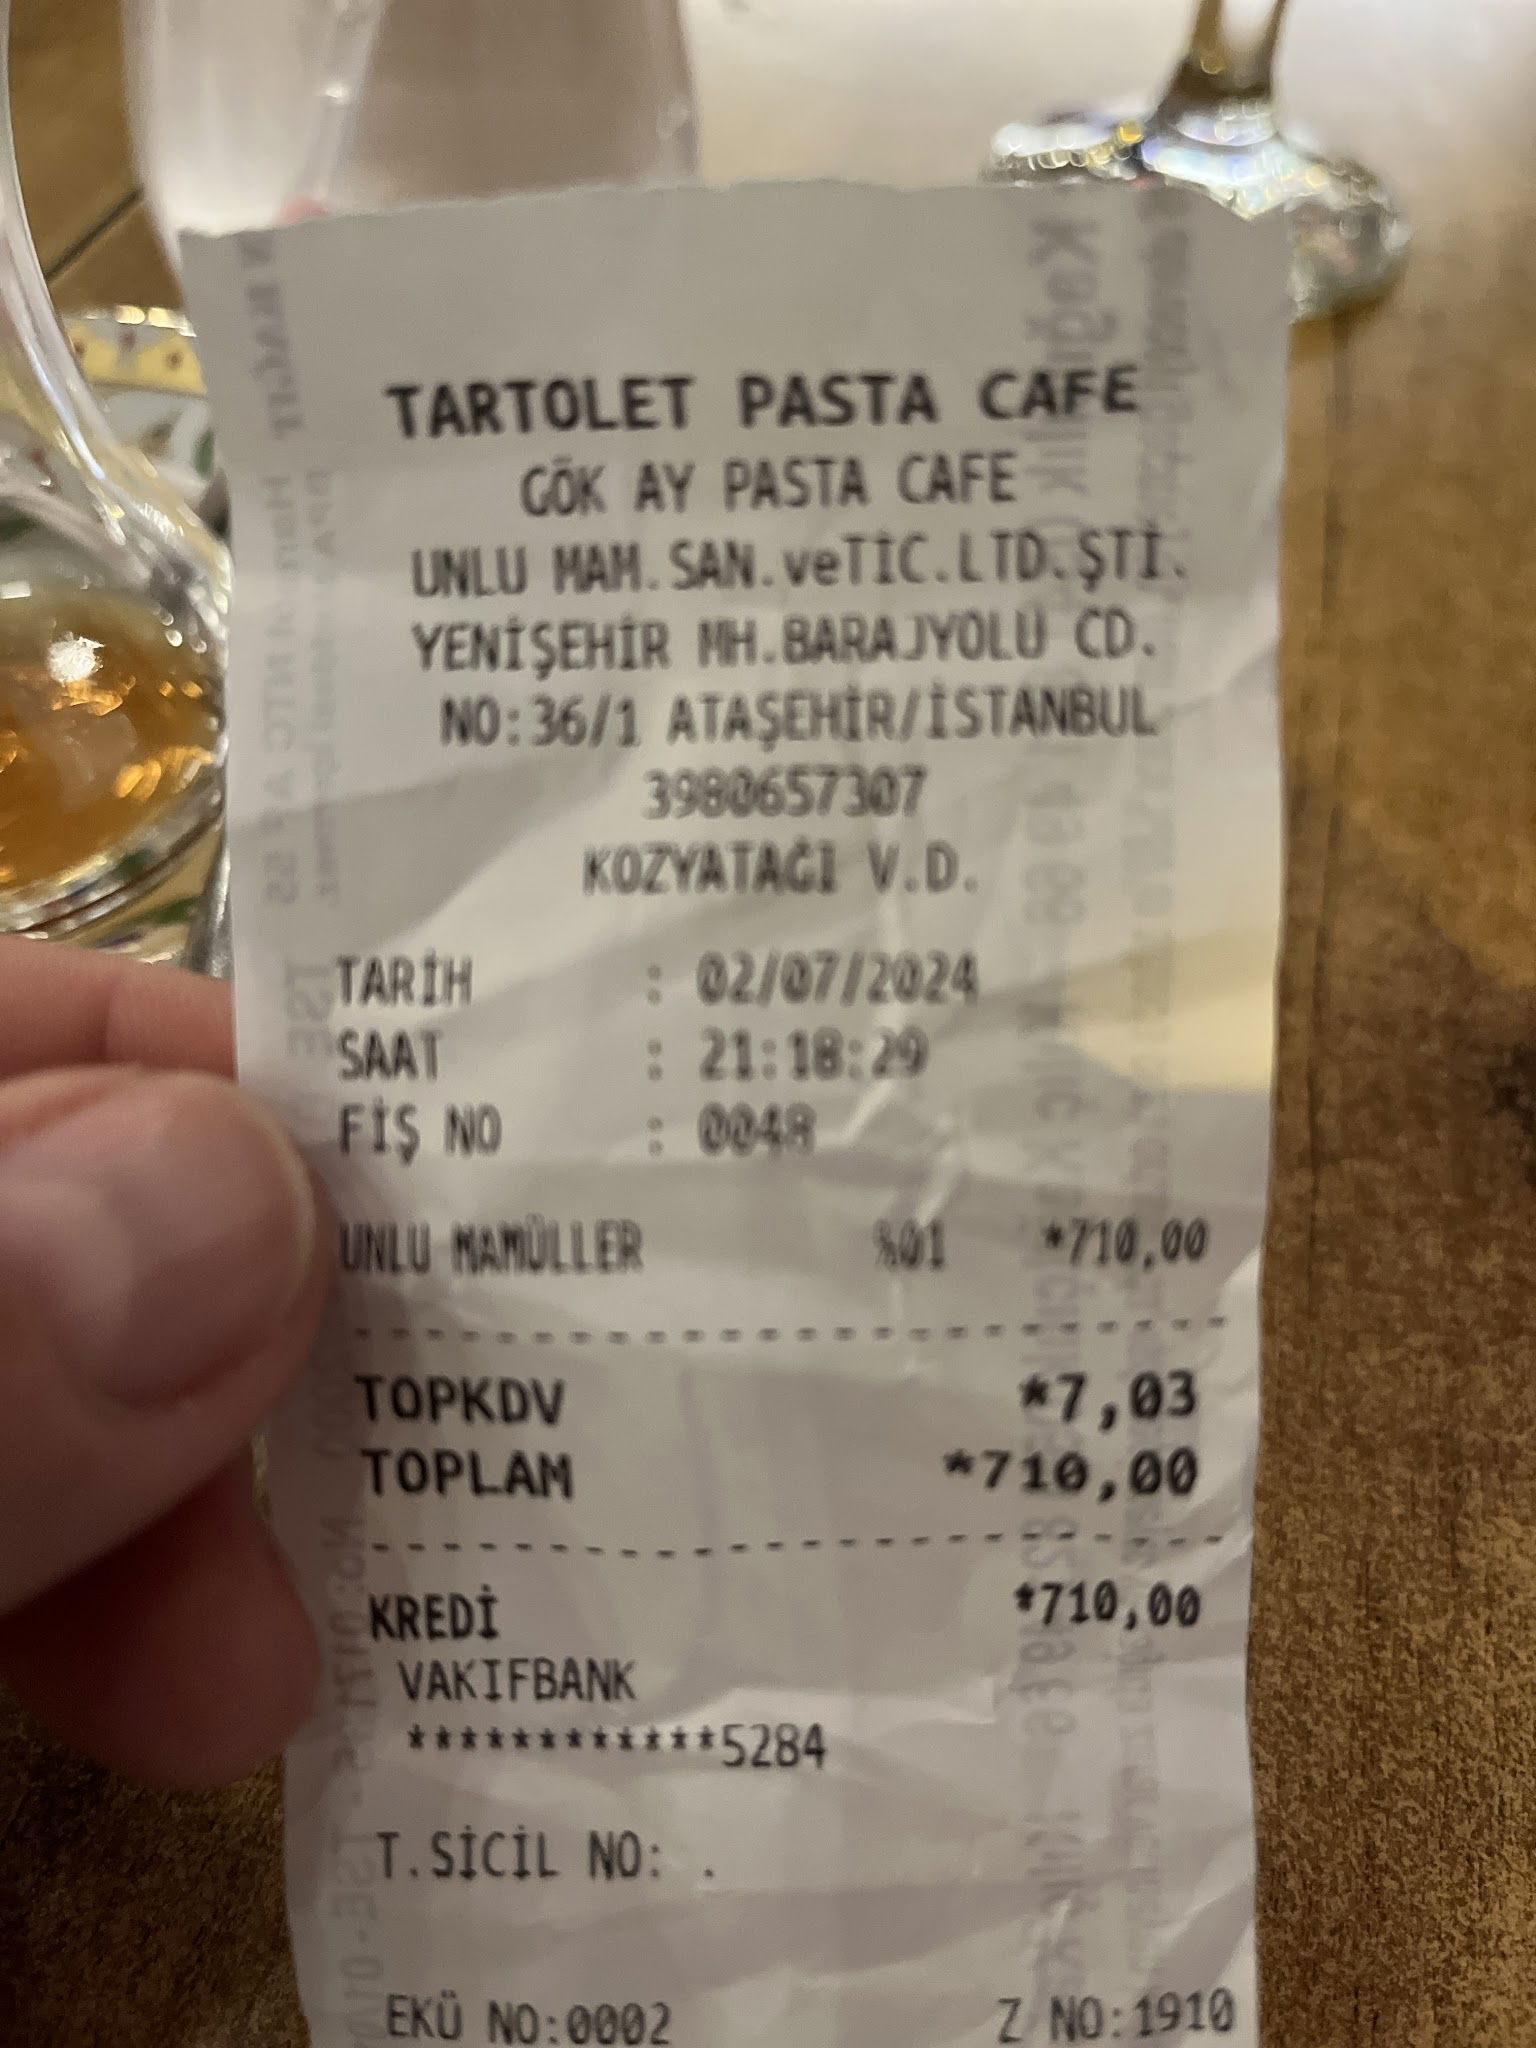 TARTOLET PASTA CAFE
GÖK AY PASTA CAFE
UNLU MAM.SAN.veTİC.LTD.ŞTİ.
YENİŞEHİR MH.BARAJYOLU CD.
NO:36/1 ATAŞEHİR/İSTANBUL
3980657307
KOZYATAĞI V.D.
TARİH : 02/07/2024
SAAT : 21:18:29
FİŞ NO : 0048
UNLU MAMÜLLER %01 *710,00
TOPKDV *7,03
TOPLAM *710,00
KREDİ *710,00
VAKIFBANK
************5284
T.SİCİL NO: .
EKÜ NO:0002 Z NO:1910